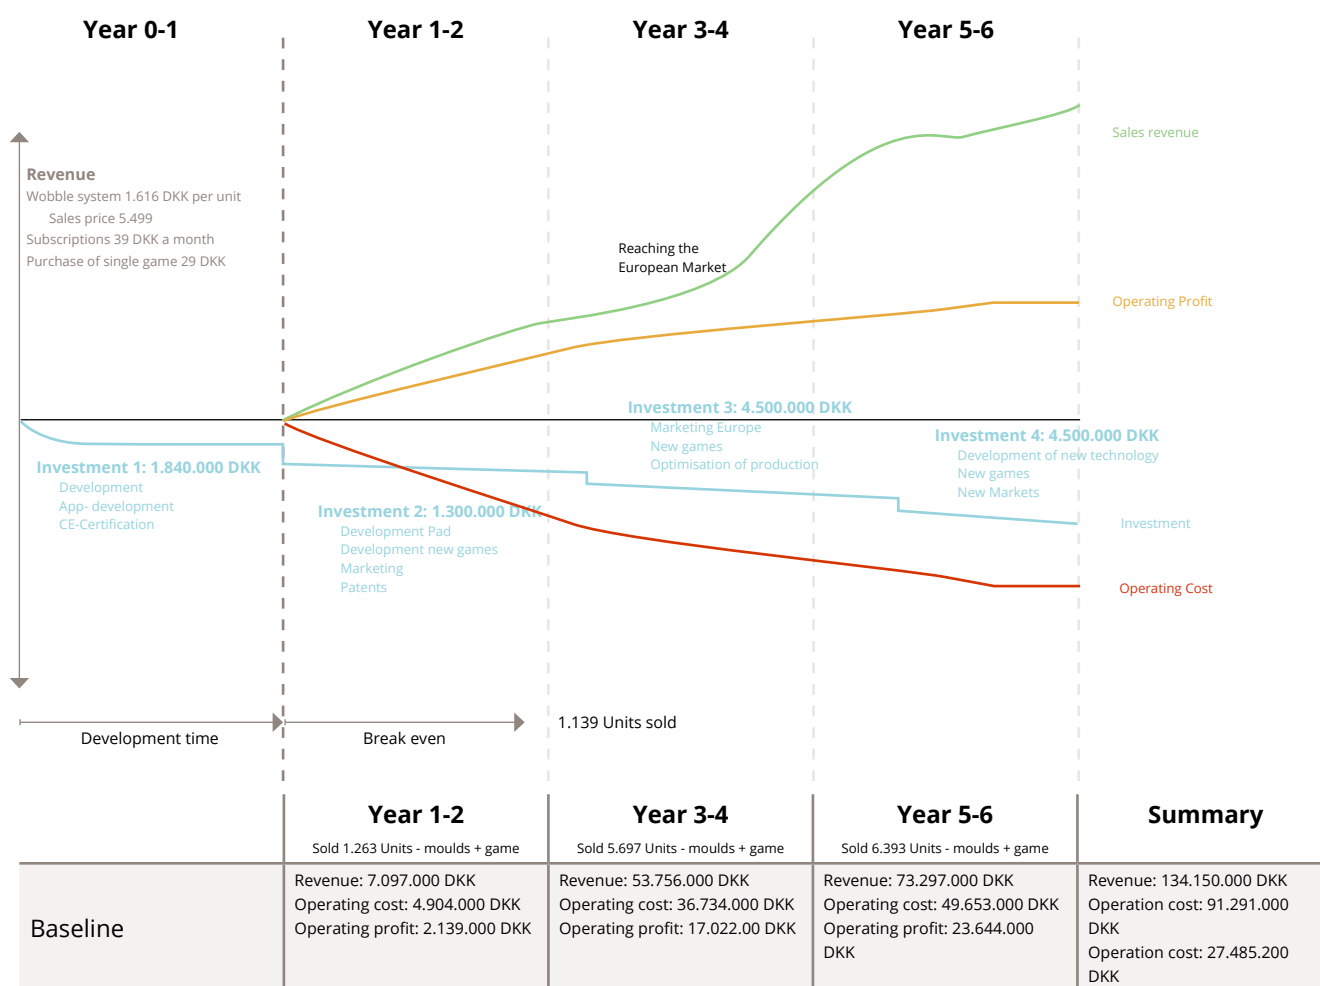 Year 0-1
Year 1-2
Year 3-4
Year 5-6
Sales revenue
Revenue
Wobble system 1.616 DKK per unit
Sales price 5.499
Subscriptions 39 DKK a month
Purchase of single game 29 DKK
Reaching the
European Market
Operating Profit
Investment 3: 4.500.000 DKK
Marketing Europe
New games
Optimisation of production
Investment 4: 4.500.000 DKK
Development of new technology
New games
New Markets
Investment 1: 1.840.000 DKK
Development
App- development
CE-Certification
Investment 2: 1.300.000 DKK
Development Pad
Development new games
Marketing
Patents
Investment
Operating Cost
Development time
Break even
1.139 Units sold
Year 1-2
Year 3-4
Year 5-6
Summary
Sold 1.263 Units - moulds + game
Sold 5.697 Units - moulds + game
Sold 6.393 Units - moulds + game
Baseline
Revenue: 7.097.000 DKK
Operating cost: 4.904.000 DKK
Operating profit: 2.139.000 DKK
Revenue: 53.756.000 DKK
Operating cost: 36.734.000 DKK
Operating profit: 17.022.00 DKK
Revenue: 73.297.000 DKK
Operating cost: 49.653.000 DKK
Operating profit: 23.644.000
DKK
Revenue: 134.150.000 DKK
Operation cost: 91.291.000
DKK
Operation cost: 27.485.200
DKK